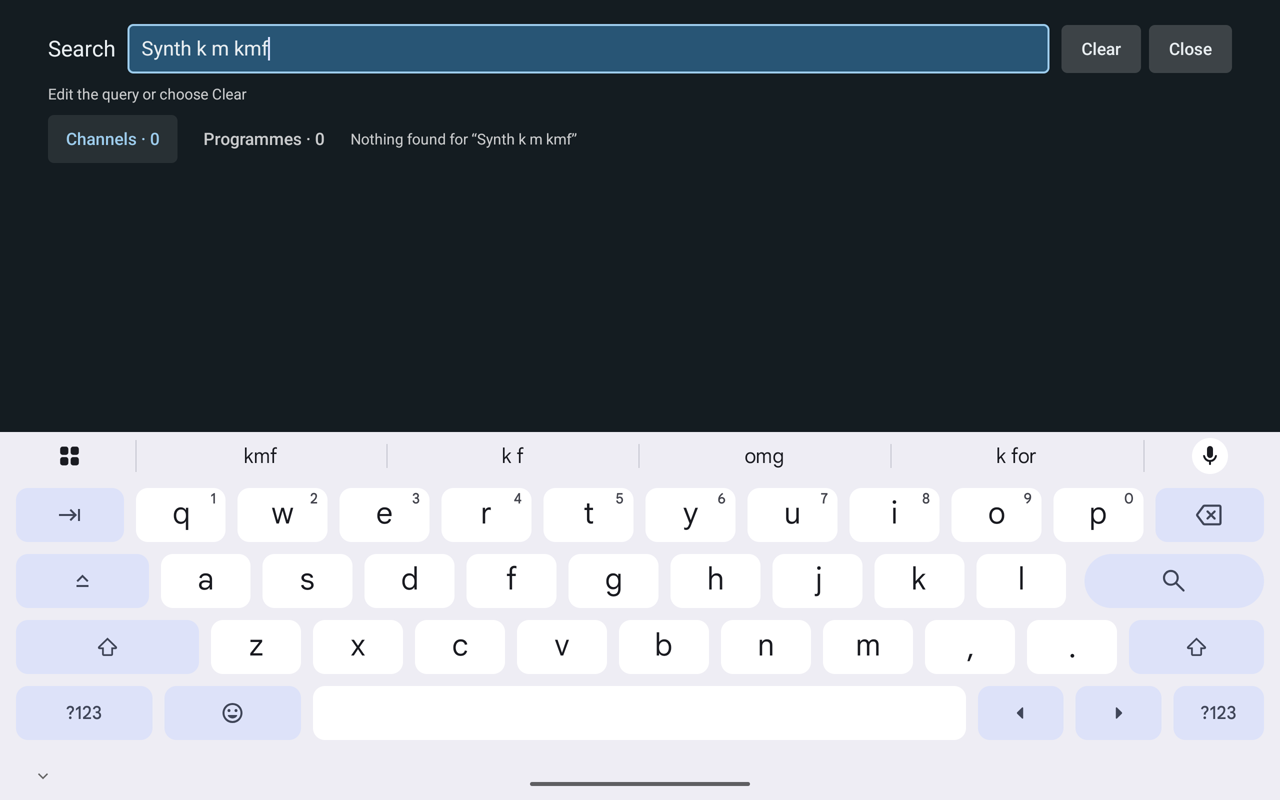 Search Synth k m kmf Clear Close
Edit the query or choose Clear
Channels · 0 Programmes · 0 Nothing found for “Synth k m kmf”
kmf k f omg k for
q 1 w 2 e 3 r 4 t 5 y 6 u 7 i 8 o 9 p 0
a s d f g h j k l
z x c v b n m , .
?123 ?123